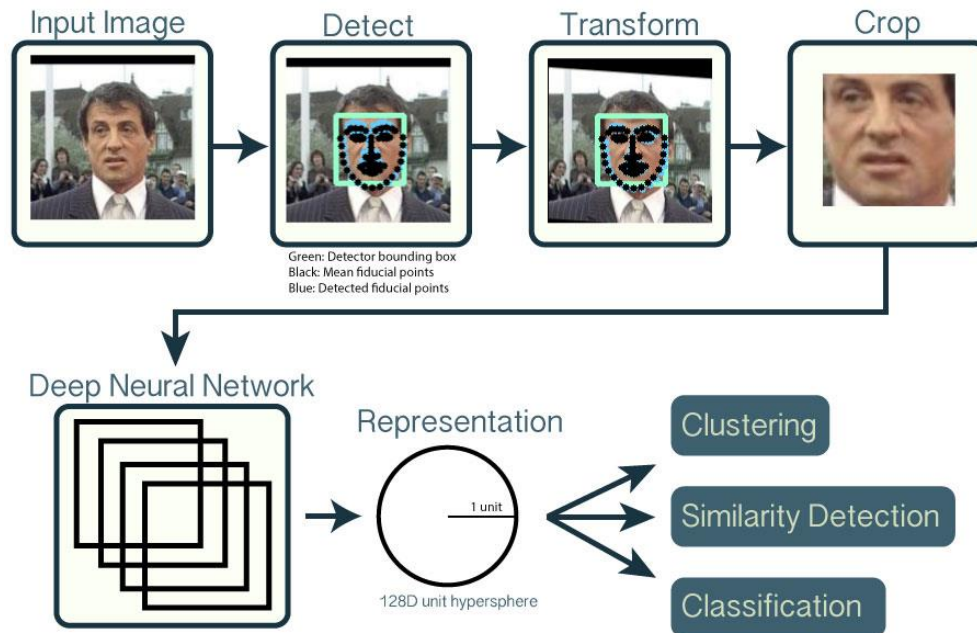 Input Image
Detect
Transform
Crop
Green: Detector bounding box
Black: Mean fiducial points
Blue: Detected fiducial points
Deep Neural Network
Representation
1 unit
128D unit hypersphere
Clustering
Similarity Detection
Classification